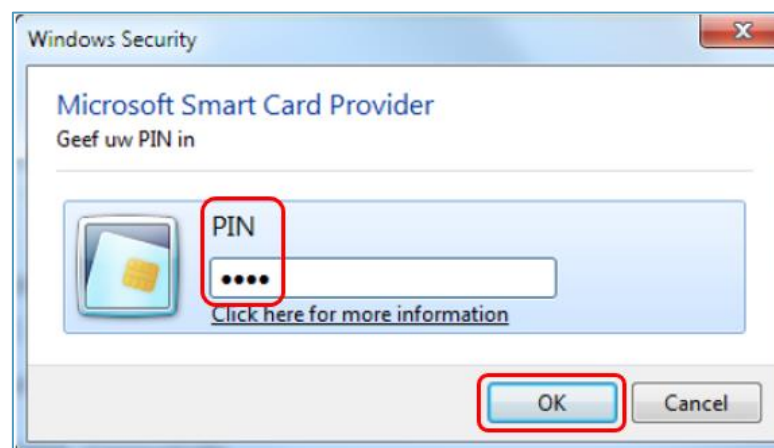 Windows Security
Microsoft Smart Card Provider
Geef uw PIN in
PIN
••••
Click here for more information
OK
Cancel